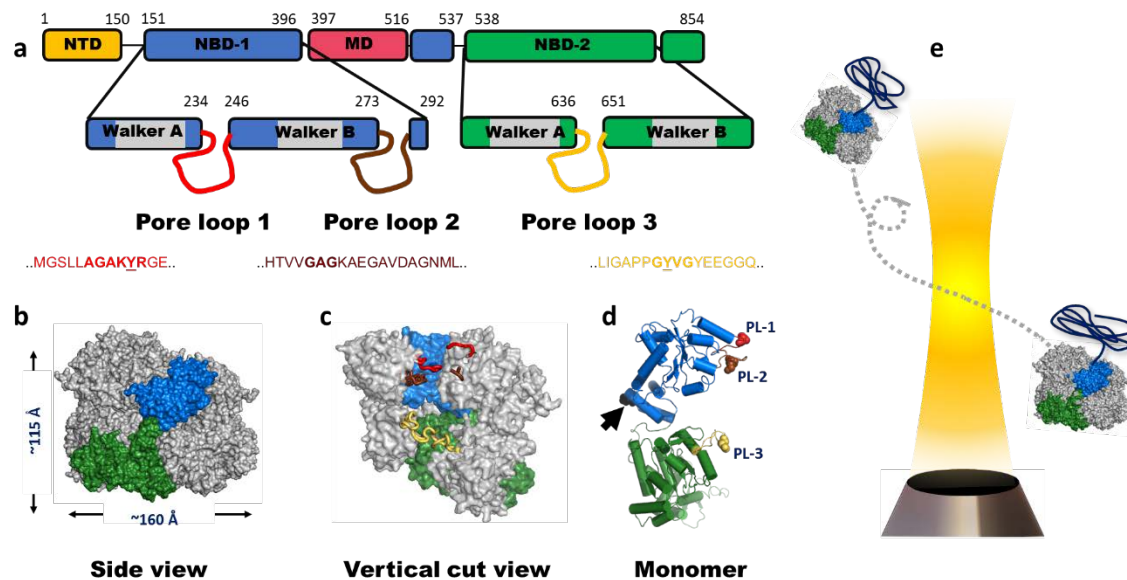 a
1 150 151 396 397 516 537 538 854
NTD NBD-1 MD NBD-2
234 246 273 292 636 651
Walker A Walker B Walker A Walker B
Pore loop 1 Pore loop 2 Pore loop 3
..MGSLLAGAKYRGE.. ..HTVVGAGKAEGAVDAGNML.. ..LIGAPPGYVGYEEGGQ..
b
~115 Å
~160 Å
Side view
c
Vertical cut view
d
PL-1
PL-2
PL-3
Monomer
e